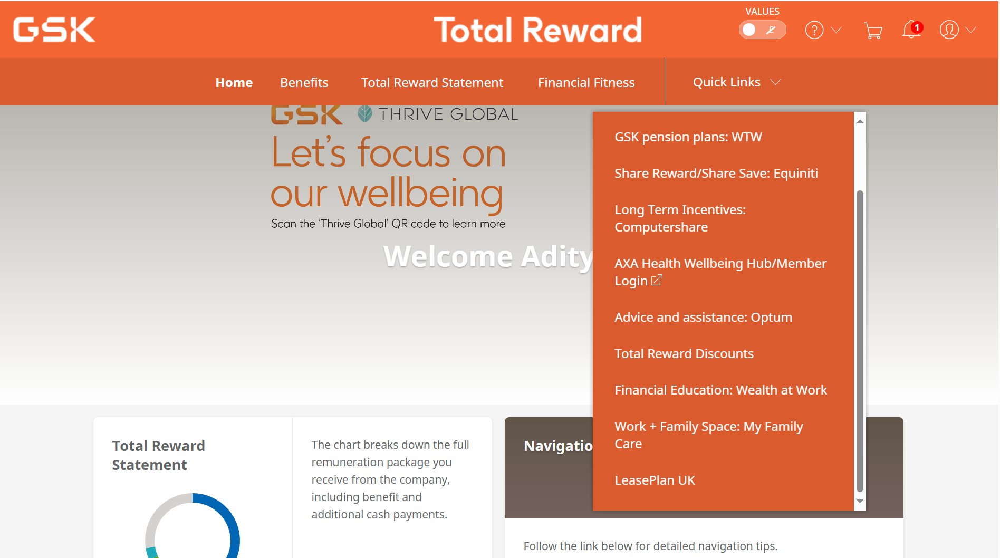 GSK
Total Reward
VALUES
1
Home
Benefits
Total Reward Statement
Financial Fitness
Quick Links
GSK
THRIVE GLOBAL
Let's focus on
our wellbeing
Scan the 'Thrive Global' QR code to learn more
Welcome Adity
GSK pension plans: WTW
Share Reward/Share Save: Equiniti
Long Term Incentives:
Computershare
AXA Health Wellbeing Hub/Member
Login
Advice and assistance: Optum
Total Reward Discounts
Financial Education: Wealth at Work
Work + Family Space: My Family
Care
LeasePlan UK
Total Reward
Statement
The chart breaks down the full
remuneration package you
receive from the company,
including benefit and
additional cash payments.
Navigatio
Follow the link below for detailed navigation tips.